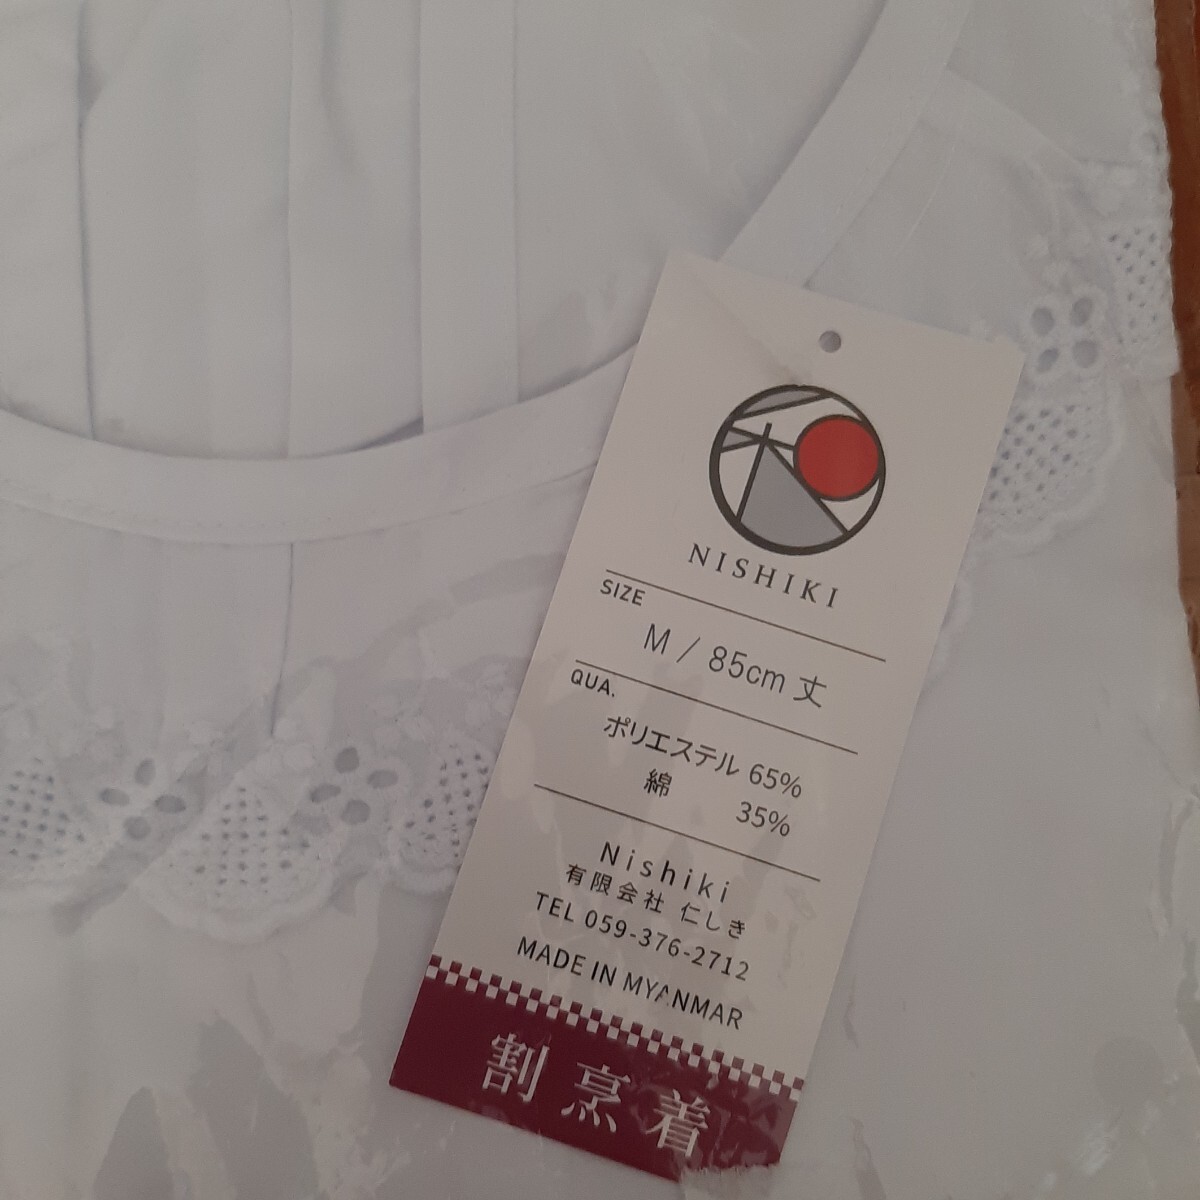 NISHIKI
SIZE
M / 85cm 丈
QUA.
ポリエステル 65%
綿 35%
Nishiki
有限会社 仁しき
TEL 059-376-2712
MADE IN MYANMAR
割烹着